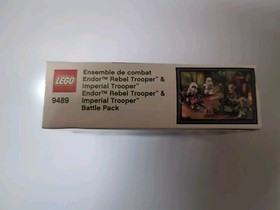 LEGO
9489
Ensemble de combat
Endor™ Rebel Trooper™ &
Imperial Trooper™
Endor™ Rebel Trooper™ &
Imperial Trooper™
Battle Pack